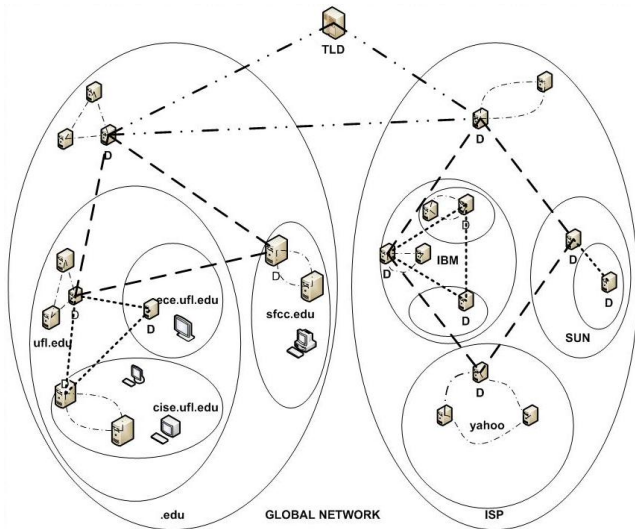 TLD
D
D
D
IBM
D
D
D
D
ece.ufl.edu
D
D
sfcc.edu
D
D
ufl.edu
SUN
D
D
cise.ufl.edu
yahoo
.edu
GLOBAL NETWORK
ISP